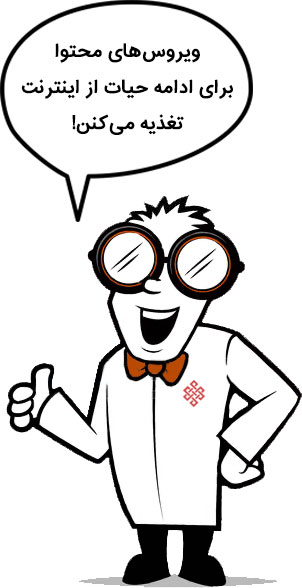 ویروس‌های محتوا
برای ادامه حیات از اینترنت
تغذیه می‌کنن!